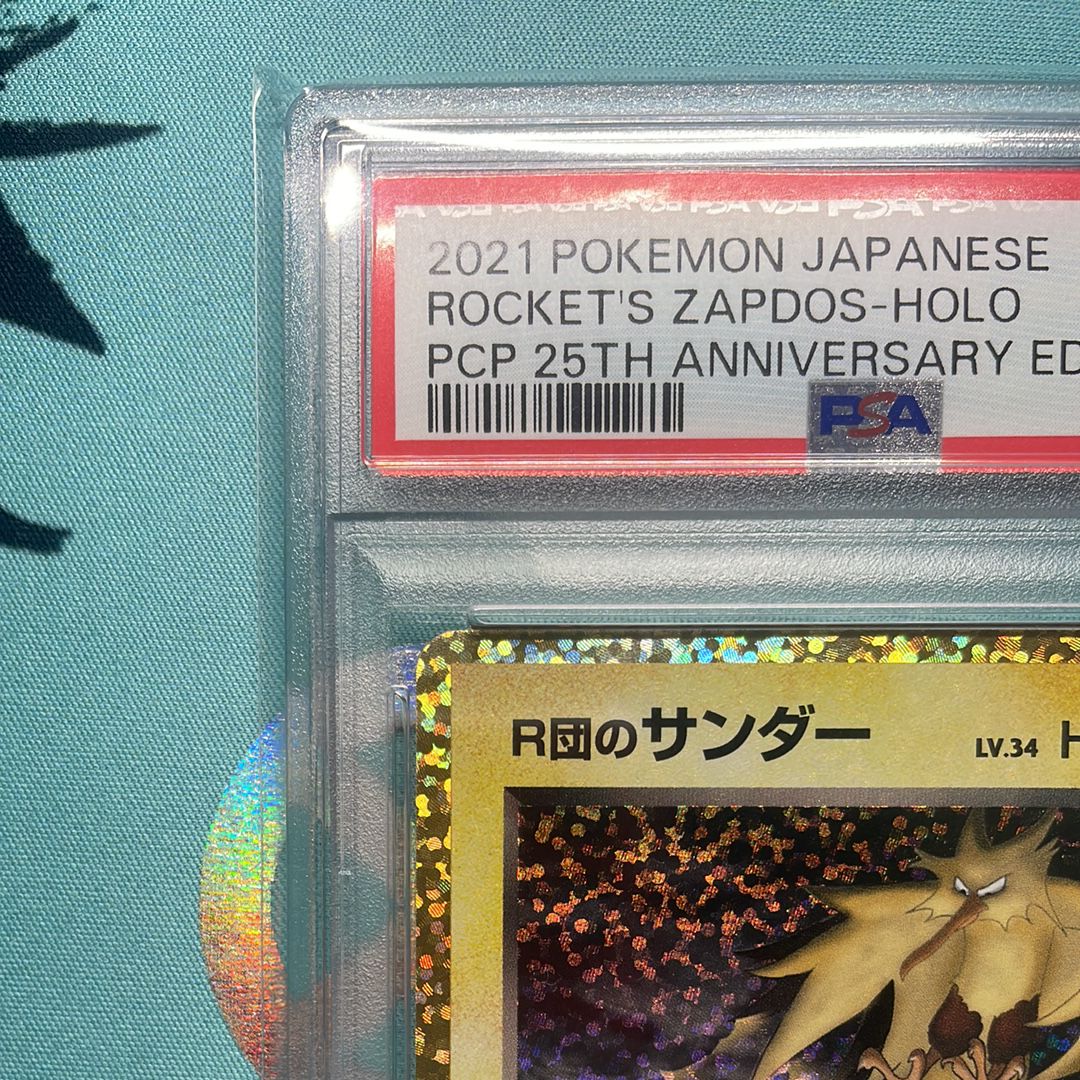 2021 POKEMON JAPANESE
ROCKET'S ZAPDOS-HOLO
PCP 25TH ANNIVERSARY ED
PSA
R団のサンダー LV.34 H